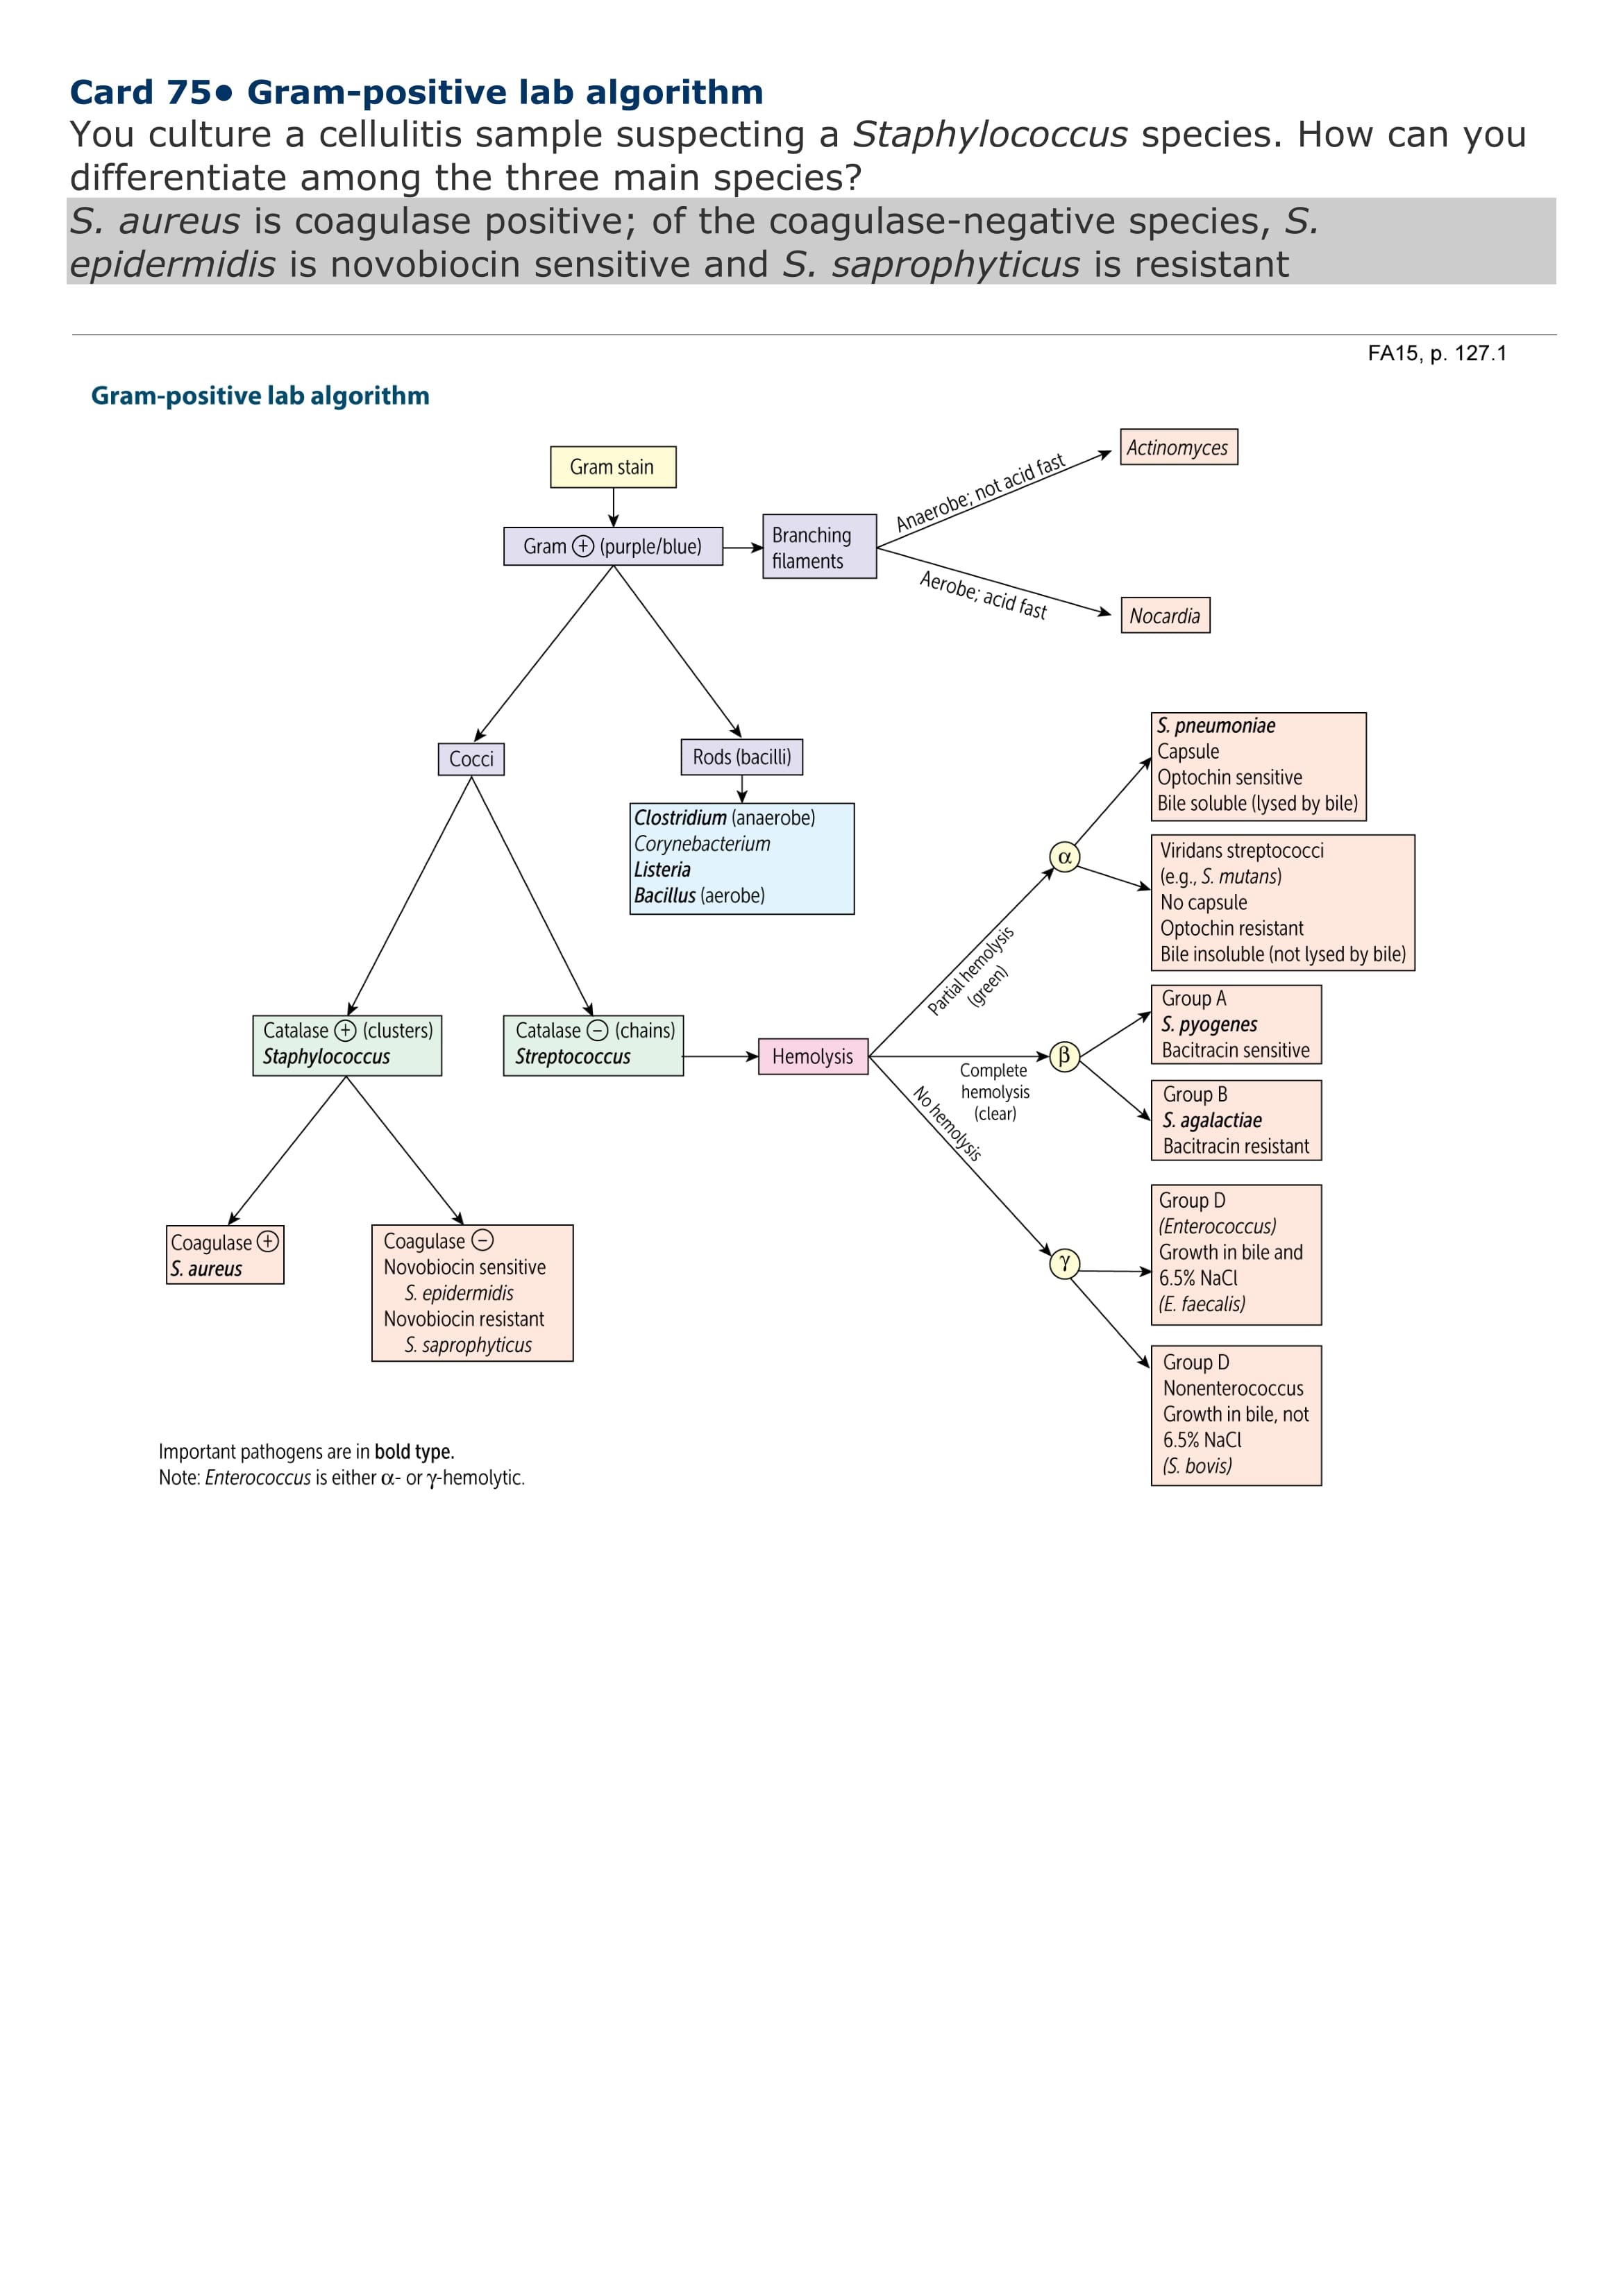 Card 75• Gram-positive lab algorithm
You culture a cellulitis sample suspecting a Staphylococcus species. How can you
differentiate among the three main species?
S. aureus is coagulase positive; of the coagulase-negative species, S.
epidermidis is novobiocin sensitive and S. saprophyticus is resistant
FA15, p. 127.1
Gram-positive lab algorithm
Gram stain
Gram ⊕ (purple/blue)
Branching
filaments
Anaerobe; not acid fast
Actinomyces
Aerobe; acid fast
Nocardia
Cocci
Rods (bacilli)
Clostridium (anaerobe)
Corynebacterium
Listeria
Bacillus (aerobe)
Catalase ⊕ (clusters)
Staphylococcus
Catalase ⊖ (chains)
Streptococcus
Hemolysis
Partial hemolysis
(green)
α
S. pneumoniae
Capsule
Optochin sensitive
Bile soluble (lysed by bile)
Viridans streptococci
(e.g., S. mutans)
No capsule
Optochin resistant
Bile insoluble (not lysed by bile)
Complete
hemolysis
(clear)
β
Group A
S. pyogenes
Bacitracin sensitive
Group B
S. agalactiae
Bacitracin resistant
No hemolysis
γ
Group D
(Enterococcus)
Growth in bile and
6.5% NaCl
(E. faecalis)
Group D
Nonenterococcus
Growth in bile, not
6.5% NaCl
(S. bovis)
Coagulase ⊕
S. aureus
Coagulase ⊖
Novobiocin sensitive
S. epidermidis
Novobiocin resistant
S. saprophyticus
Important pathogens are in bold type.
Note: Enterococcus is either α- or γ-hemolytic.